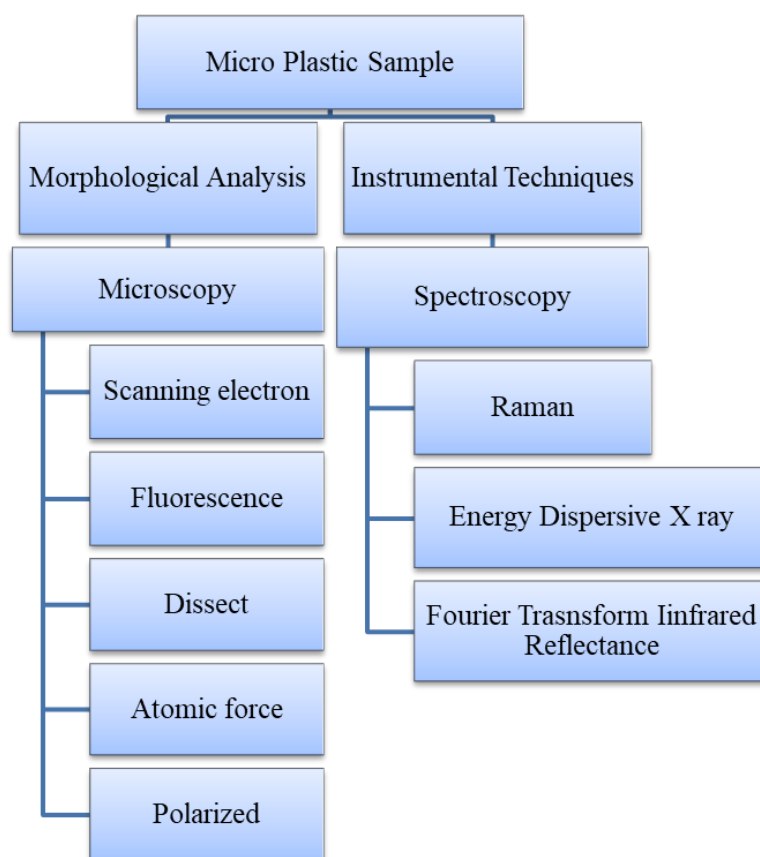 Micro Plastic Sample
Morphological Analysis
Microscopy
Scanning electron
Fluorescence
Dissect
Atomic force
Polarized
Instrumental Techniques
Spectroscopy
Raman
Energy Dispersive X ray
Fourier Trasnsform Iinfrared
Reflectance